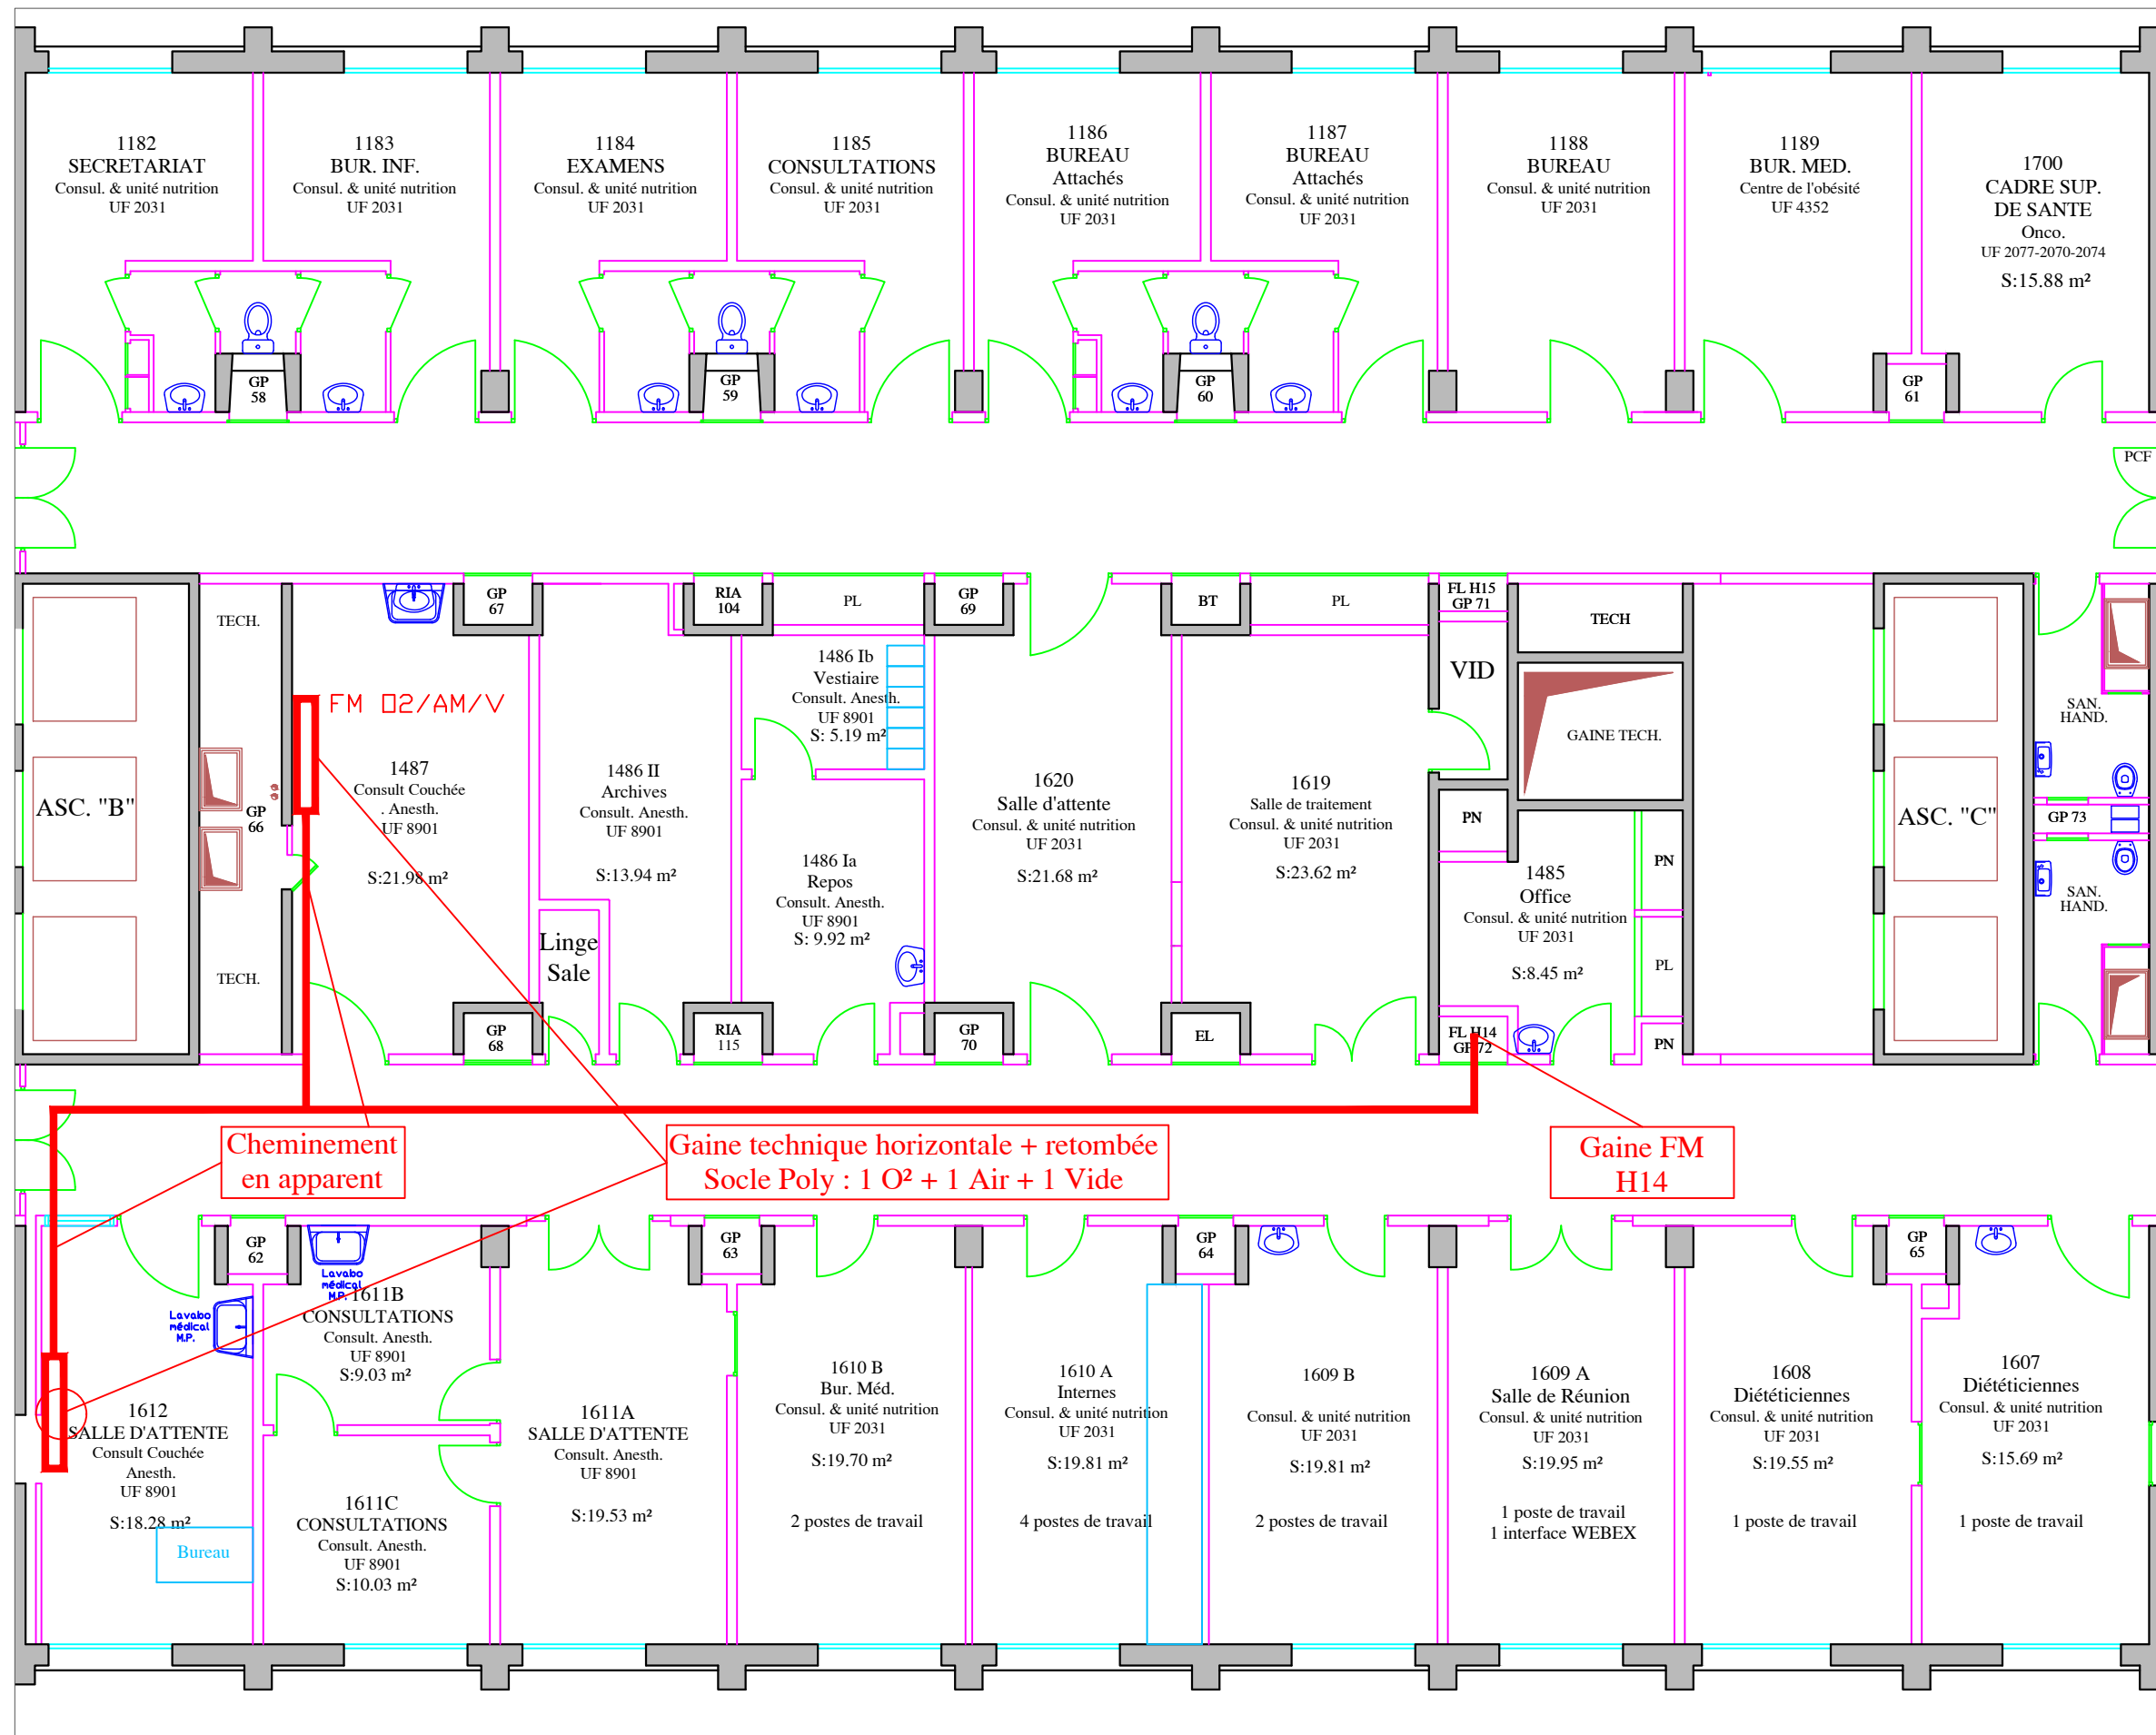 1182
SECRETARIAT
Consul. & unité nutrition
UF 2031
1183
BUR. INF.
Consul. & unité nutrition
UF 2031
1184
EXAMENS
Consul. & unité nutrition
UF 2031
1185
CONSULTATIONS
Consul. & unité nutrition
UF 2031
1186
BUREAU
Attachés
Consul. & unité nutrition
UF 2031
1187
BUREAU
Attachés
Consul. & unité nutrition
UF 2031
1188
BUREAU
Consul. & unité nutrition
UF 2031
1189
BUR. MED.
Centre de l'obésité
UF 4352
1700
CADRE SUP.
DE SANTE
Onco.
UF 2077-2070-2074
S:15.88 m²
GP
58
GP
59
GP
60
GP
61
PCF
TECH.
GP
67
RIA
104
PL
GP
69
BT
PL
FL H15
GP 71
TECH
VID
GAINE TECH.
SAN.
HAND.
FM O2/AM/V
ASC. "B"
GP
66
TECH.
1487
Consult Couchée
. Anesth.
UF 8901
S:21.98 m²
1486 II
Archives
Consult. Anesth.
UF 8901
S:13.94 m²
Linge
Sale
1486 Ib
Vestiaire
Consult. Anesth.
UF 8901
S: 5.19 m²
1486 Ia
Repos
Consult. Anesth.
UF 8901
S: 9.92 m²
1620
Salle d'attente
Consul. & unité nutrition
UF 2031
S:21.68 m²
1619
Salle de traitement
Consul. & unité nutrition
UF 2031
S:23.62 m²
PN
1485
Office
Consul. & unité nutrition
UF 2031
S:8.45 m²
PN
PL
PN
ASC. "C"
GP 73
SAN.
HAND.
GP
68
RIA
115
GP
70
EL
FL H14
GP 72
Cheminement
en apparent
Gaine technique horizontale + retombée
Socle Poly : 1 O² + 1 Air + 1 Vide
Gaine FM
H14
GP
62
GP
63
GP
64
GP
65
Lavabo
médical
M.P.
Lavabo
médical
M.P.
1612
SALLE D'ATTENTE
Consult Couchée
Anesth.
UF 8901
S:18.28 m²
Bureau
1611B
CONSULTATIONS
Consult. Anesth.
UF 8901
S:9.03 m²
1611C
CONSULTATIONS
Consult. Anesth.
UF 8901
S:10.03 m²
1611A
SALLE D'ATTENTE
Consult. Anesth.
UF 8901
S:19.53 m²
1610 B
Bur. Méd.
Consul. & unité nutrition
UF 2031
S:19.70 m²
2 postes de travail
1610 A
Internes
Consul. & unité nutrition
UF 2031
S:19.81 m²
4 postes de travail
1609 B
Consul. & unité nutrition
UF 2031
S:19.81 m²
2 postes de travail
1609 A
Salle de Réunion
Consul. & unité nutrition
UF 2031
S:19.95 m²
1 poste de travail
1 interface WEBEX
1608
Diététiciennes
Consul. & unité nutrition
UF 2031
S:19.55 m²
1 poste de travail
1607
Diététiciennes
Consul. & unité nutrition
UF 2031
S:15.69 m²
1 poste de travail